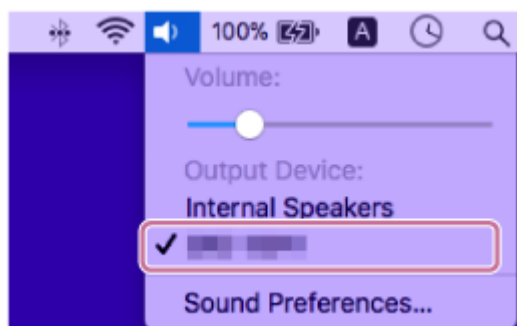 100% A
Volume:
Output Device:
Internal Speakers
Sound Preferences...